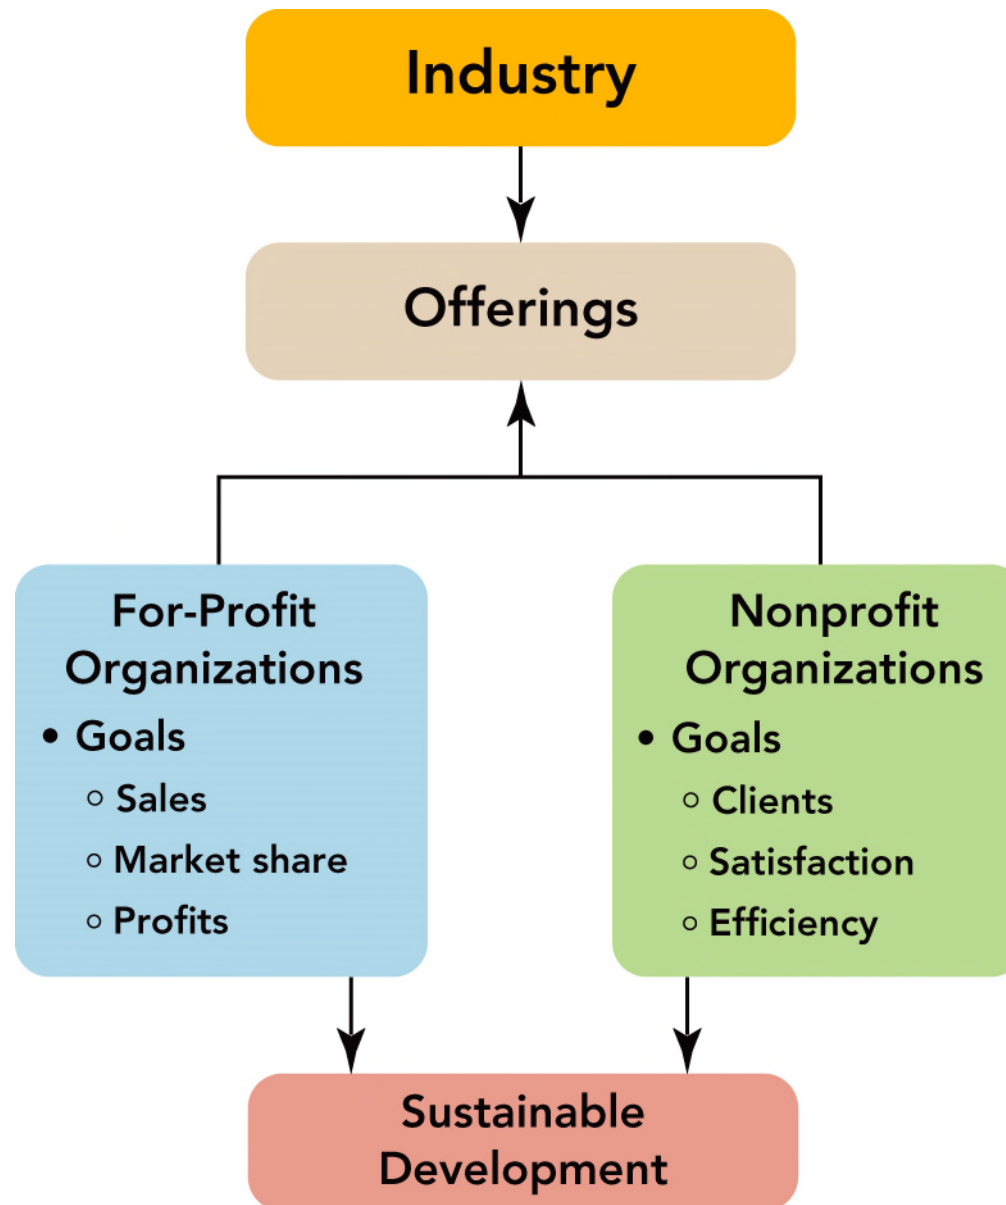 Industry
Offerings
For-Profit
Organizations
• Goals
○ Sales
○ Market share
○ Profits
Nonprofit
Organizations
• Goals
○ Clients
○ Satisfaction
○ Efficiency
Sustainable
Development